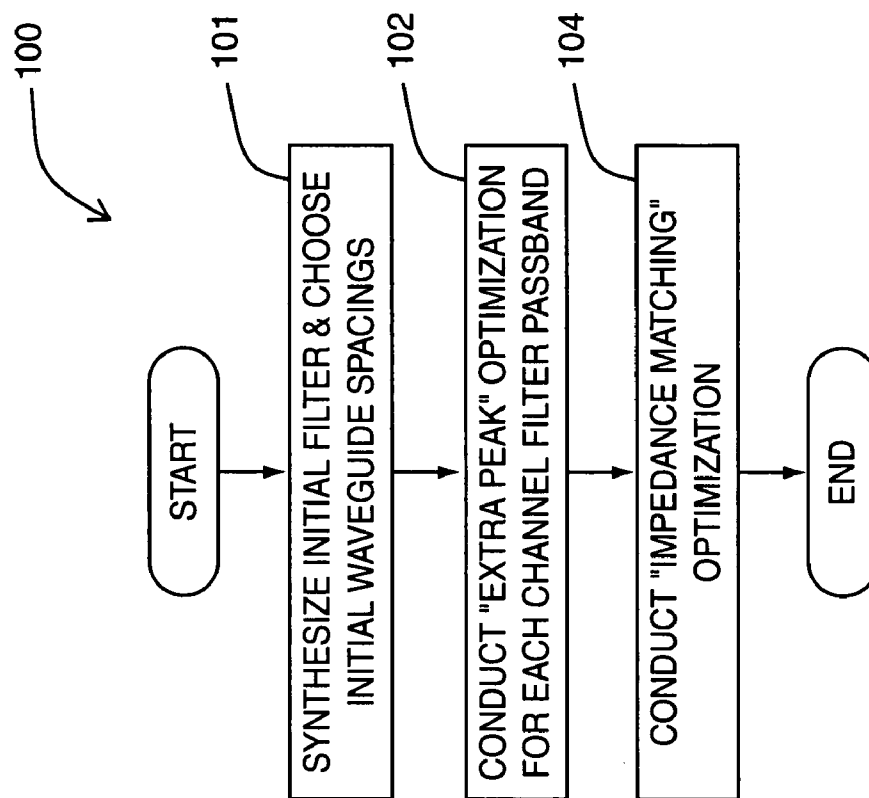 100
START
101
SYNTHESIZE INITIAL FILTER & CHOOSE
INITIAL WAVEGUIDE SPACINGS
102
CONDUCT "EXTRA PEAK" OPTIMIZATION
FOR EACH CHANNEL FILTER PASSBAND
104
CONDUCT "IMPEDANCE MATCHING"
OPTIMIZATION
END